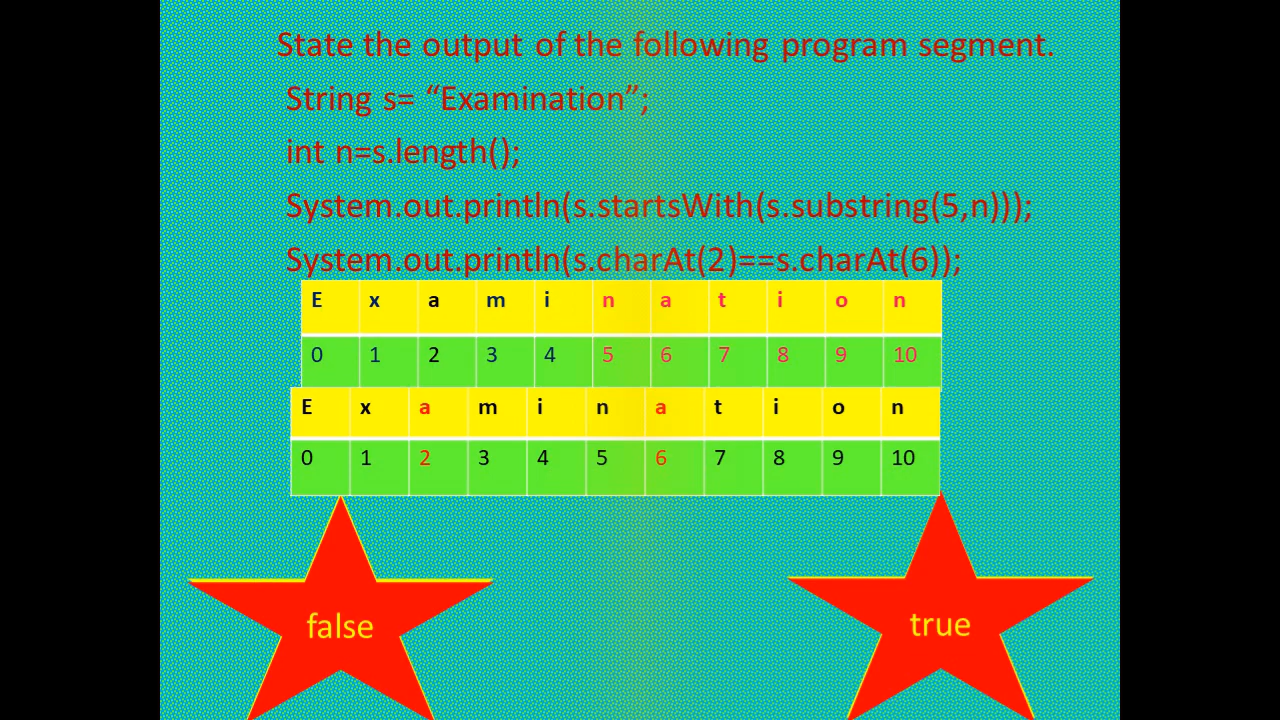 State the output of the following program segment.
String s= “Examination”;
int n=s.length();
System.out.println(s.startsWith(s.substring(5,n)));
System.out.println(s.charAt(2)==s.charAt(6));
E x a m i n a t i o n
0 1 2 3 4 5 6 7 8 9 10
E x a m i n a t i o n
0 1 2 3 4 5 6 7 8 9 10
false true